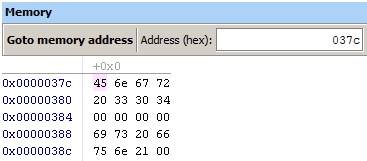 Memory
Goto memory address Address (hex): 037c
+0x0
0x0000037c 45 6e 67 72
0x00000380 20 33 30 34
0x00000384 00 00 00 00
0x00000388 69 73 20 66
0x0000038c 75 6e 21 00